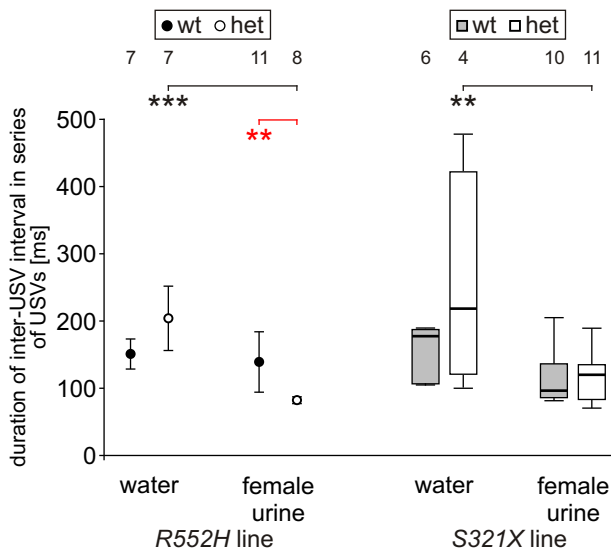 wt het
wt het
7 7 11 8
6 4 10 11
***
**
**
duration of inter-USV interval in series
of USVs [ms]
500
400
300
200
100
0
water
female
urine
water
female
urine
R552H line
S321X line